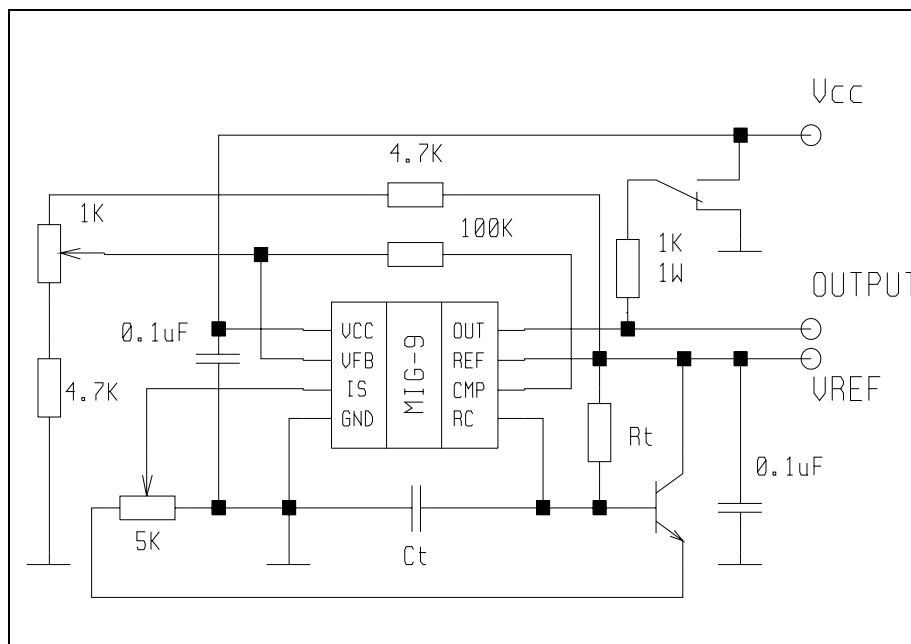 Vcc
4.7K
1K
100K
1K
1W
OUTPUT
0.1uF
VCC
OUT
VFB
REF
IS
CMP
GND
RC
MIG-9
VREF
4.7K
Rt
0.1uF
5K
Ct